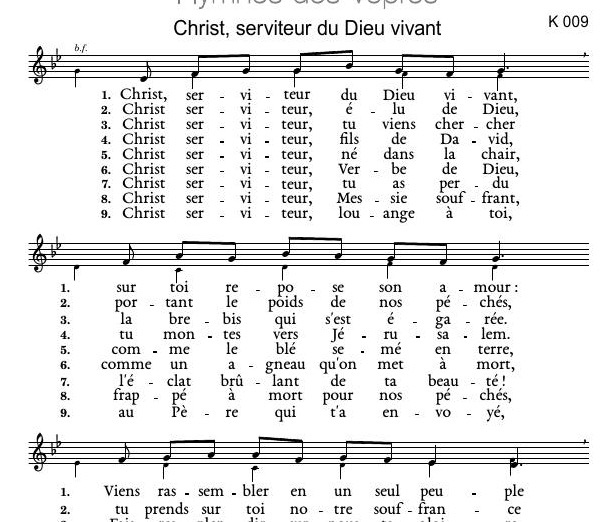 Hymnes des Vêpres
Christ, serviteur du Dieu vivant
K 009
b.f.
1. Christ, ser - vi - teur du Dieu vi - vant,
2. Christ ser - vi - teur, é - lu de Dieu,
3. Christ ser - vi - teur, tu viens cher - cher
4. Christ ser - vi - teur, fils de Da - vid,
5. Christ ser - vi - teur, né dans la chair,
6. Christ ser - vi - teur, Ver - be de Dieu,
7. Christ ser - vi - teur, tu as per - du
8. Christ ser - vi - teur, Mes - sie souf - frant,
9. Christ ser - vi - teur, lou - ange à toi,
1. sur toi re - po - se son a - mour :
2. por - tant le poids de nos pé - chés,
3. la bre - bis qui s'est é - ga - rée.
4. tu mon - tes vers Jé - ru - sa - lem.
5. com - me le blé se - mé en terre,
6. comme un a - gneau qu'on met à mort,
7. l'é - clat brû - lant de ta beau - té !
8. frap - pé à mort pour nos pé - chés,
9. au Pè - re qui t'a en - vo - yé,
1. Viens ras - sem - bler en un seul peu - ple
2. tu prends sur toi no - tre souf - fran - ce